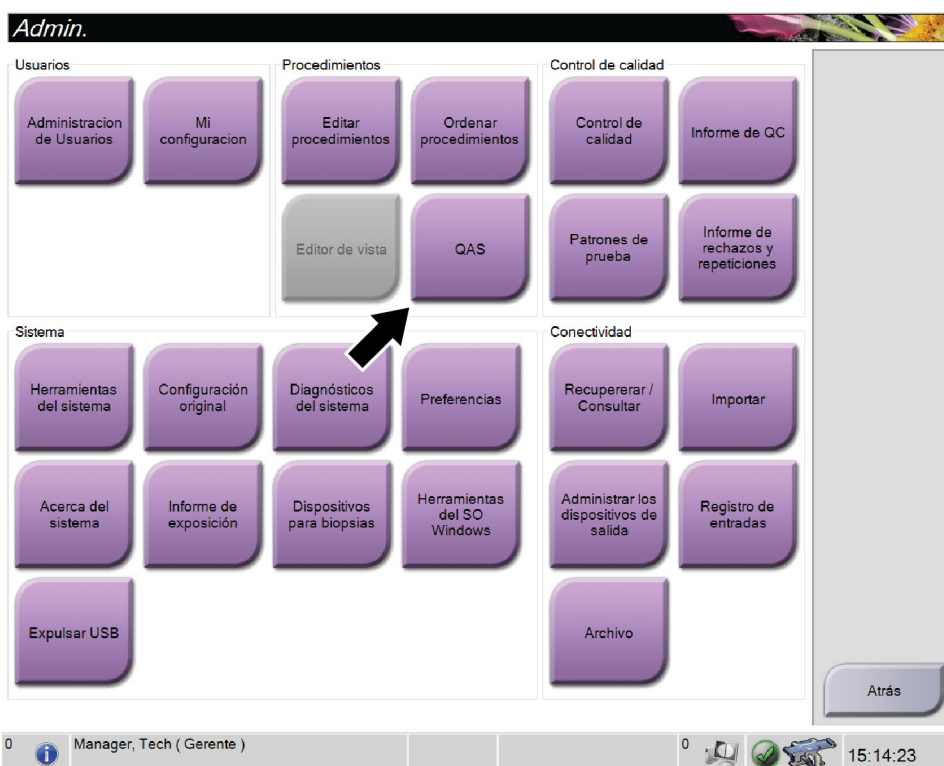 Admin.
Usuarios
Administracion
de Usuarios
Mi
configuracion
Procedimientos
Editar
procedimientos
Ordenar
procedimientos
Editor de vista
QAS
Control de calidad
Control de
calidad
Informe de QC
Patrones de
prueba
Informe de
rechazos y
repeticiones
Sistema
Herramientas
del sistema
Configuración
original
Diagnósticos
del sistema
Preferencias
Acerca del
sistema
Informe de
exposición
Dispositivos
para biopsias
Herramientas
del SO
Windows
Expulsar USB
Conectividad
Recupererar /
Consultar
Importar
Administrar los
dispositivos de
salida
Registro de
entradas
Archivo
Atrás
0
Manager, Tech ( Gerente )
0
15:14:23